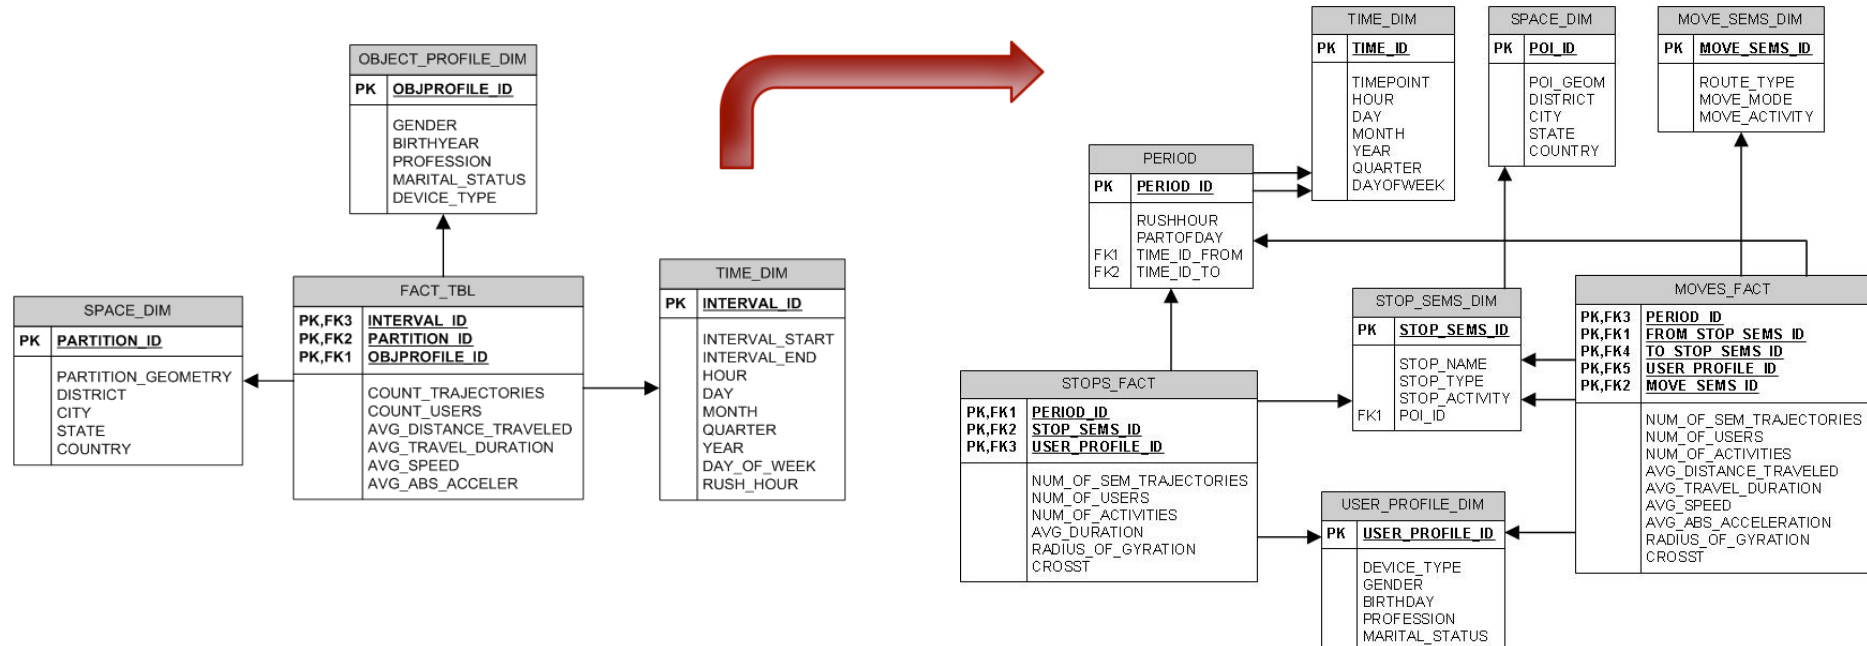 OBJECT_PROFILE_DIM
PK OBJPROFILE_ID
GENDER
BIRTHYEAR
PROFESSION
MARITAL_STATUS
DEVICE_TYPE
SPACE_DIM
PK PARTITION_ID
PARTITION_GEOMETRY
DISTRICT
CITY
STATE
COUNTRY
FACT_TBL
PK,FK3 INTERVAL_ID
PK,FK2 PARTITION_ID
PK,FK1 OBJPROFILE_ID
COUNT_TRAJECTORIES
COUNT_USERS
AVG_DISTANCE_TRAVELED
AVG_TRAVEL_DURATION
AVG_SPEED
AVG_ABS_ACCELER
TIME_DIM
PK INTERVAL_ID
INTERVAL_START
INTERVAL_END
HOUR
DAY
MONTH
QUARTER
YEAR
DAY_OF_WEEK
RUSH_HOUR
TIME_DIM
PK TIME_ID
TIMEPOINT
HOUR
DAY
MONTH
YEAR
QUARTER
DAYOFWEEK
SPACE_DIM
PK POI_ID
POI_GEOM
DISTRICT
CITY
STATE
COUNTRY
MOVE_SEMS_DIM
PK MOVE_SEMS_ID
ROUTE_TYPE
MOVE_MODE
MOVE_ACTIVITY
PERIOD
PK PERIOD_ID
RUSHHOUR
PARTOFDAY
FK1 TIME_ID_FROM
FK2 TIME_ID_TO
STOP_SEMS_DIM
PK STOP_SEMS_ID
STOP_NAME
STOP_TYPE
STOP_ACTIVITY
FK1 POI_ID
MOVES_FACT
PK,FK3 PERIOD_ID
PK,FK1 FROM_STOP_SEMS_ID
PK,FK4 TO_STOP_SEMS_ID
PK,FK5 USER_PROFILE_ID
PK,FK2 MOVE_SEMS_ID
NUM_OF_SEM_TRAJECTORIES
NUM_OF_USERS
NUM_OF_ACTIVITIES
AVG_DISTANCE_TRAVELED
AVG_TRAVEL_DURATION
AVG_SPEED
AVG_ABS_ACCELERATION
RADIUS_OF_GYRATION
CROSST
STOPS_FACT
PK,FK1 PERIOD_ID
PK,FK2 STOP_SEMS_ID
PK,FK3 USER_PROFILE_ID
NUM_OF_SEM_TRAJECTORIES
NUM_OF_USERS
NUM_OF_ACTIVITIES
AVG_DURATION
RADIUS_OF_GYRATION
CROSST
USER_PROFILE_DIM
PK USER_PROFILE_ID
DEVICE_TYPE
GENDER
BIRTHDAY
PROFESSION
MARITAL_STATUS